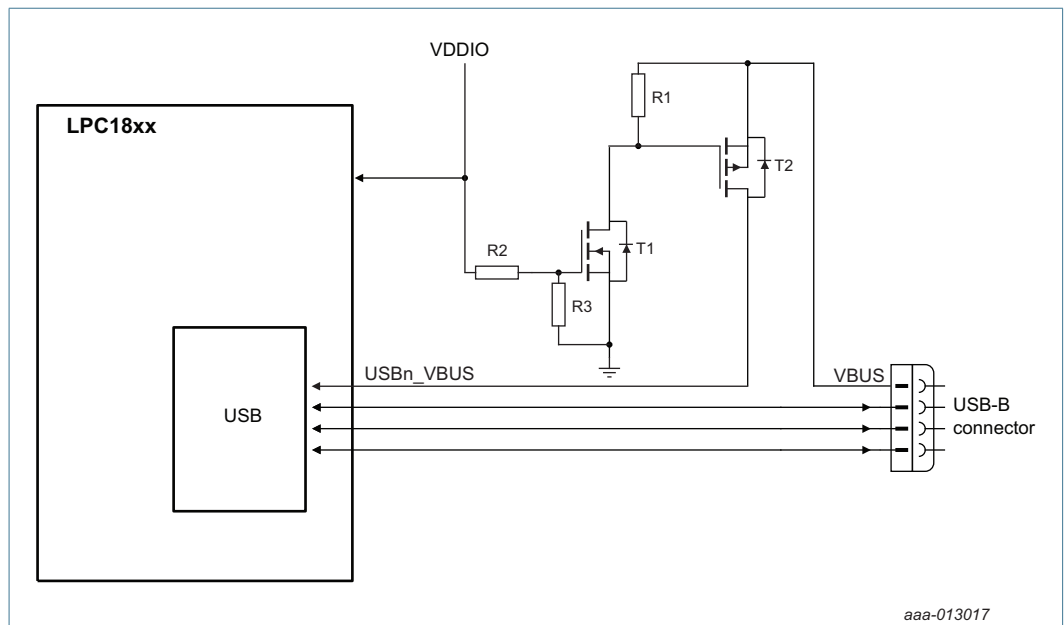 VDDIO
R1
LPC18xx
T2
R2
T1
R3
USBn_VBUS
VBUS
USB
USB-B
connector
aaa-013017